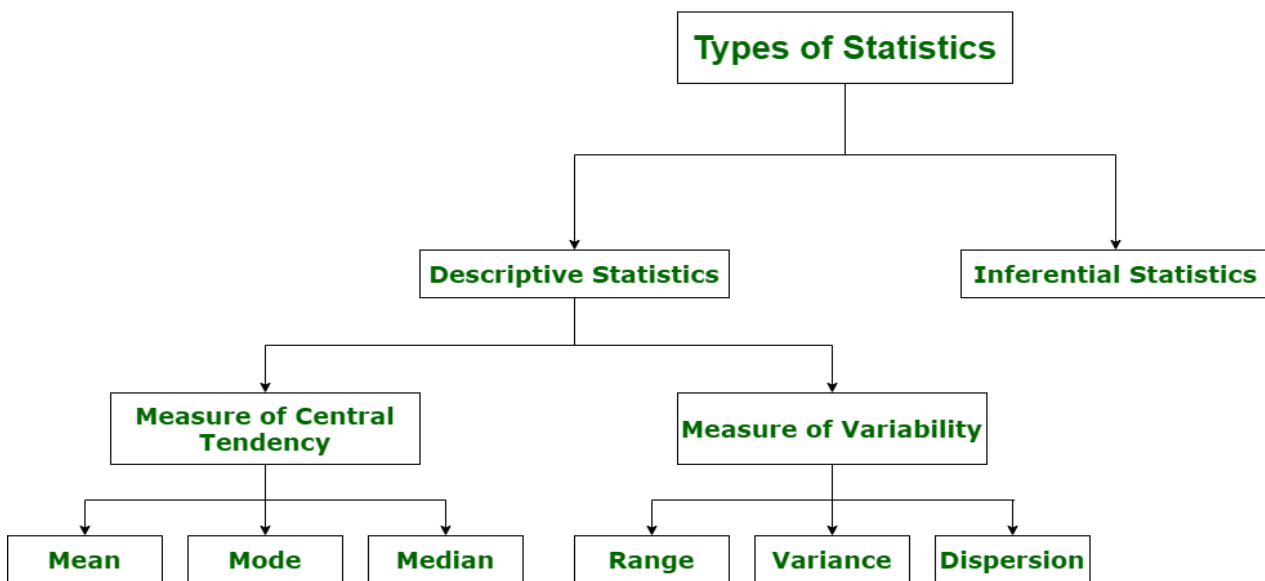 Types of Statistics
Descriptive Statistics
Inferential Statistics
Measure of Central
Tendency
Measure of Variability
Mean
Mode
Median
Range
Variance
Dispersion